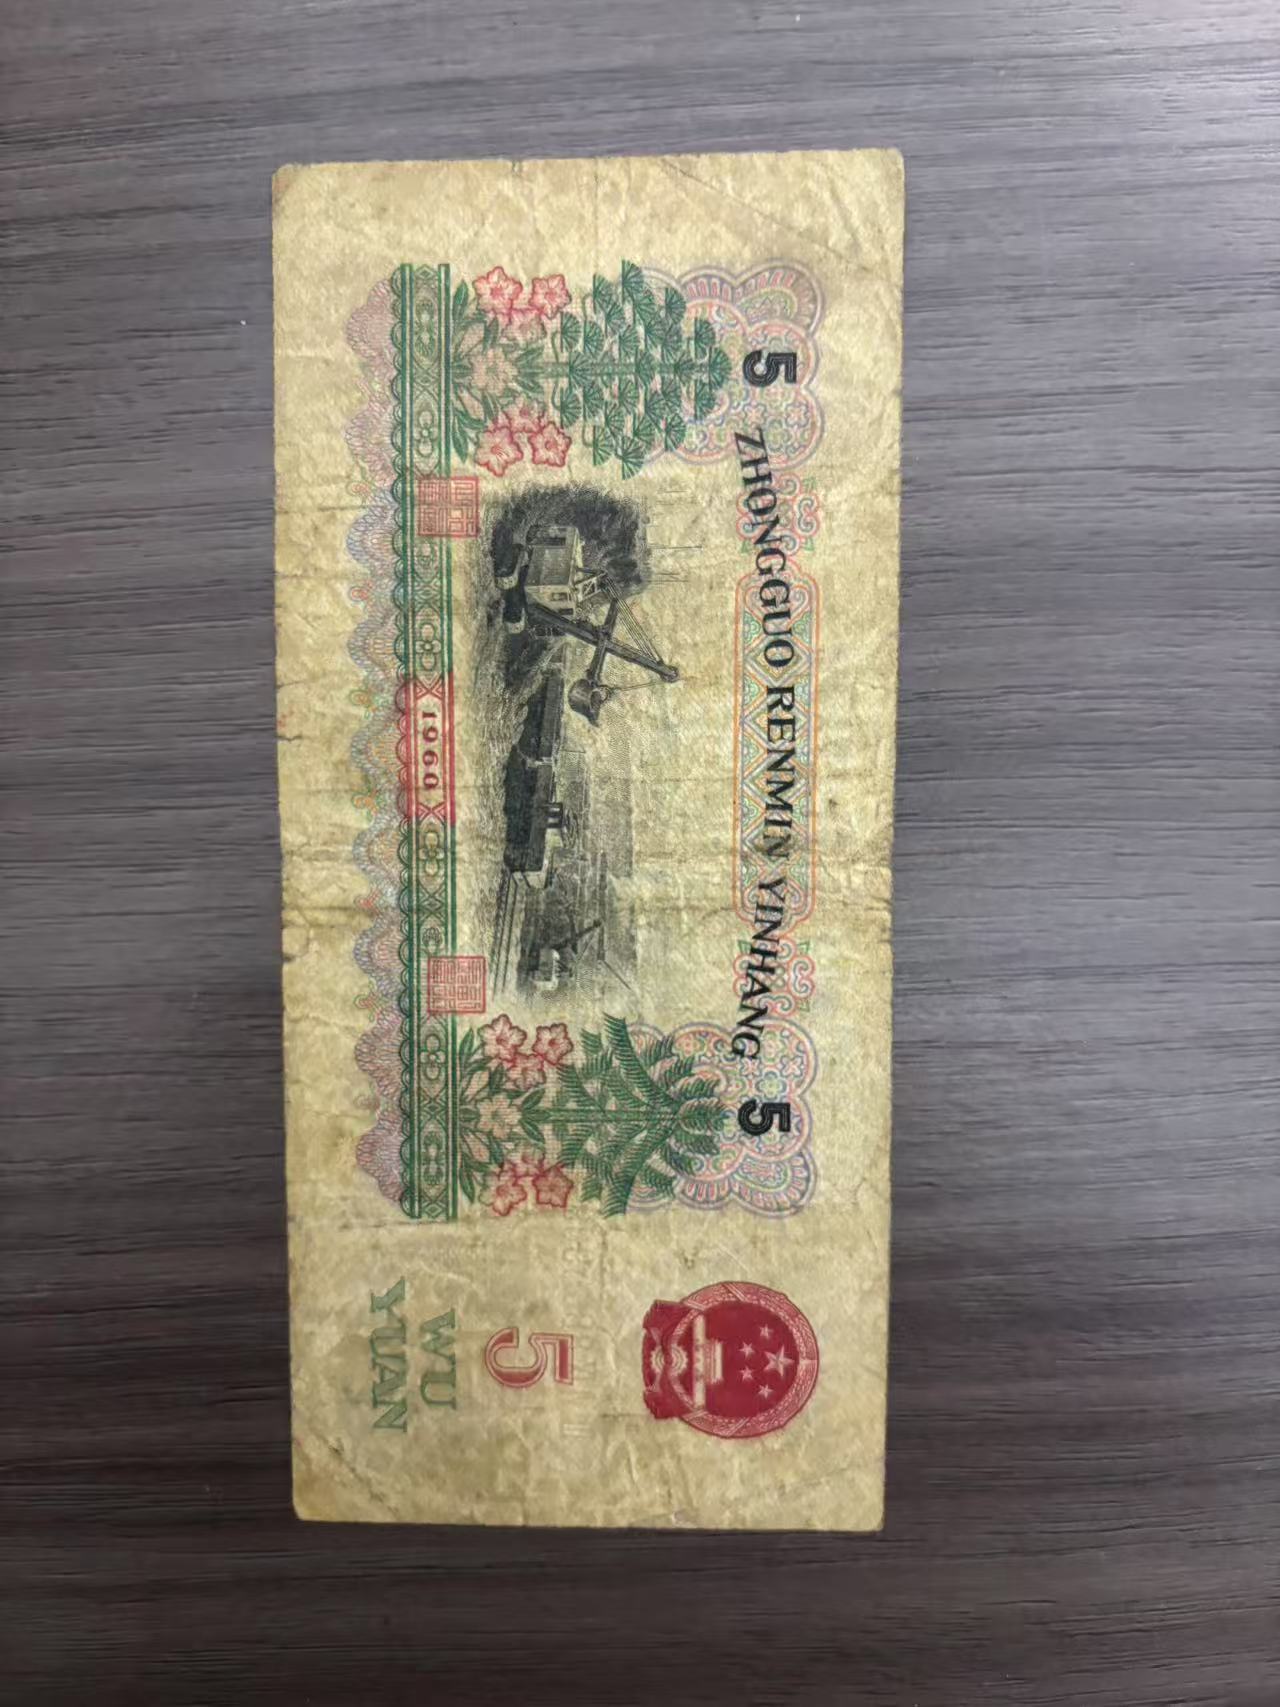 5 ZHONGGUO RENMIN YINHANG 5
1960
5
WU
YUAN